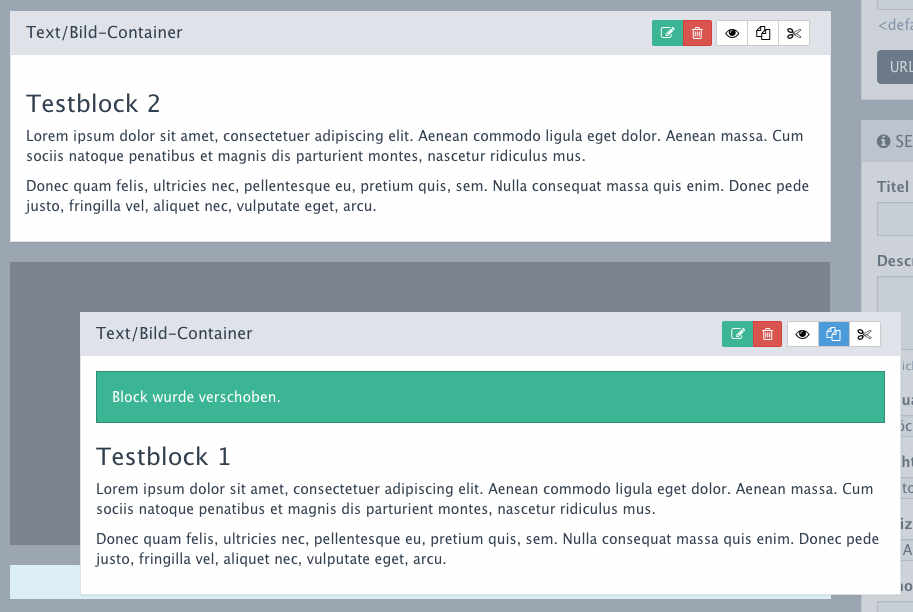 Text/Bild-Container
Testblock 2
Lorem ipsum dolor sit amet, consectetuer adipiscing elit. Aenean commodo ligula eget dolor. Aenean massa. Cum
sociis natoque penatibus et magnis dis parturient montes, nascetur ridiculus mus.
Donec quam felis, ultricies nec, pellentesque eu, pretium quis, sem. Nulla consequat massa quis enim. Donec pede
justo, fringilla vel, aliquet nec, vulputate eget, arcu.
Text/Bild-Container
Block wurde verschoben.
Testblock 1
Lorem ipsum dolor sit amet, consectetuer adipiscing elit. Aenean commodo ligula eget dolor. Aenean massa. Cum
sociis natoque penatibus et magnis dis parturient montes, nascetur ridiculus mus.
Donec quam felis, ultricies nec, pellentesque eu, pretium quis, sem. Nulla consequat massa quis enim. Donec pede
justo, fringilla vel, aliquet nec, vulputate eget, arcu.
<defa
URL
SE
Titel
Descr